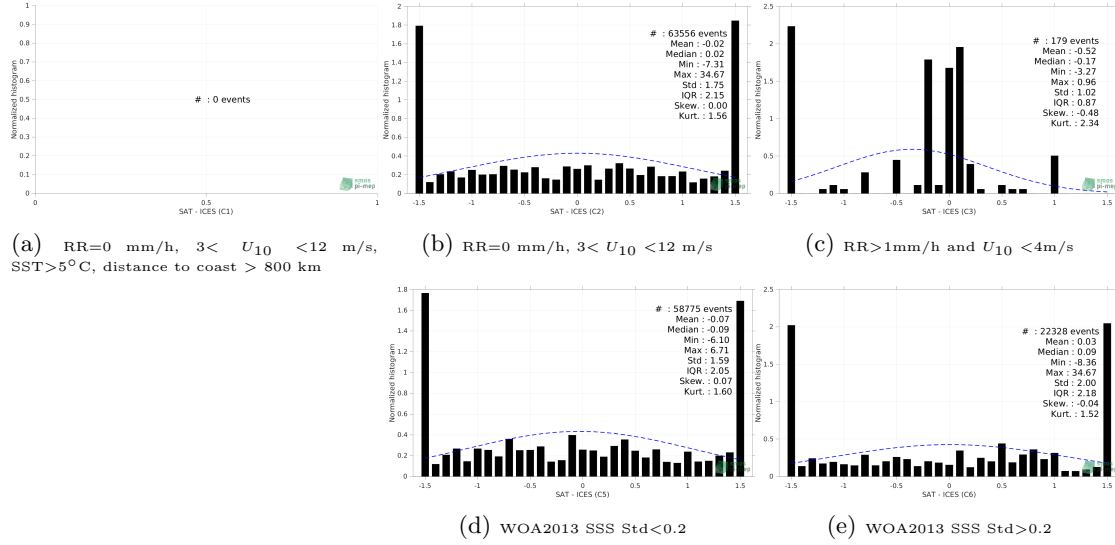 1
0.9
0.8
0.7
0.6
0.5
0.4
0.3
0.2
0.1
0
Normalized histogram
# : 0 events
smos
pi-mep
0 0.5 1
SAT - ICES (C1)
(a) RR=0 mm/h, 3< U10 <12 m/s,
SST>5°C, distance to coast > 800 km
2
1.8
1.6
1.4
1.2
1
0.8
0.6
0.4
0.2
0
Normalized histogram
# : 63556 events
Mean : -0.02
Median : 0.02
Min : -7.31
Max : 34.67
Std : 1.75
IQR : 2.15
Skew. : 0.00
Kurt. : 1.56
smos
pi-mep
-1.5 -1 -0.5 0 0.5 1 1.5
SAT - ICES (C2)
(b) RR=0 mm/h, 3< U10 <12 m/s
2.5
2
1.5
1
0.5
0
Normalized histogram
# : 179 events
Mean : -0.52
Median : -0.17
Min : -3.27
Max : 0.96
Std : 1.02
IQR : 0.87
Skew. : -0.48
Kurt. : 2.34
smos
pi-mep
-1.5 -1 -0.5 0 0.5 1 1.5
SAT - ICES (C3)
(c) RR>1mm/h and U10 <4m/s
1.8
1.6
1.4
1.2
1
0.8
0.6
0.4
0.2
0
Normalized histogram
# : 58775 events
Mean : -0.07
Median : -0.09
Min : -6.10
Max : 6.71
Std : 1.59
IQR : 2.05
Skew. : 0.07
Kurt. : 1.60
smos
pi-mep
-1.5 -1 -0.5 0 0.5 1 1.5
SAT - ICES (C5)
(d) WOA2013 SSS Std<0.2
2.5
2
1.5
1
0.5
0
Normalized histogram
# : 22328 events
Mean : 0.03
Median : 0.09
Min : -8.36
Max : 34.67
Std : 2.00
IQR : 2.18
Skew. : -0.04
Kurt. : 1.52
smos
pi-mep
-1.5 -1 -0.5 0 0.5 1 1.5
SAT - ICES (C6)
(e) WOA2013 SSS Std>0.2